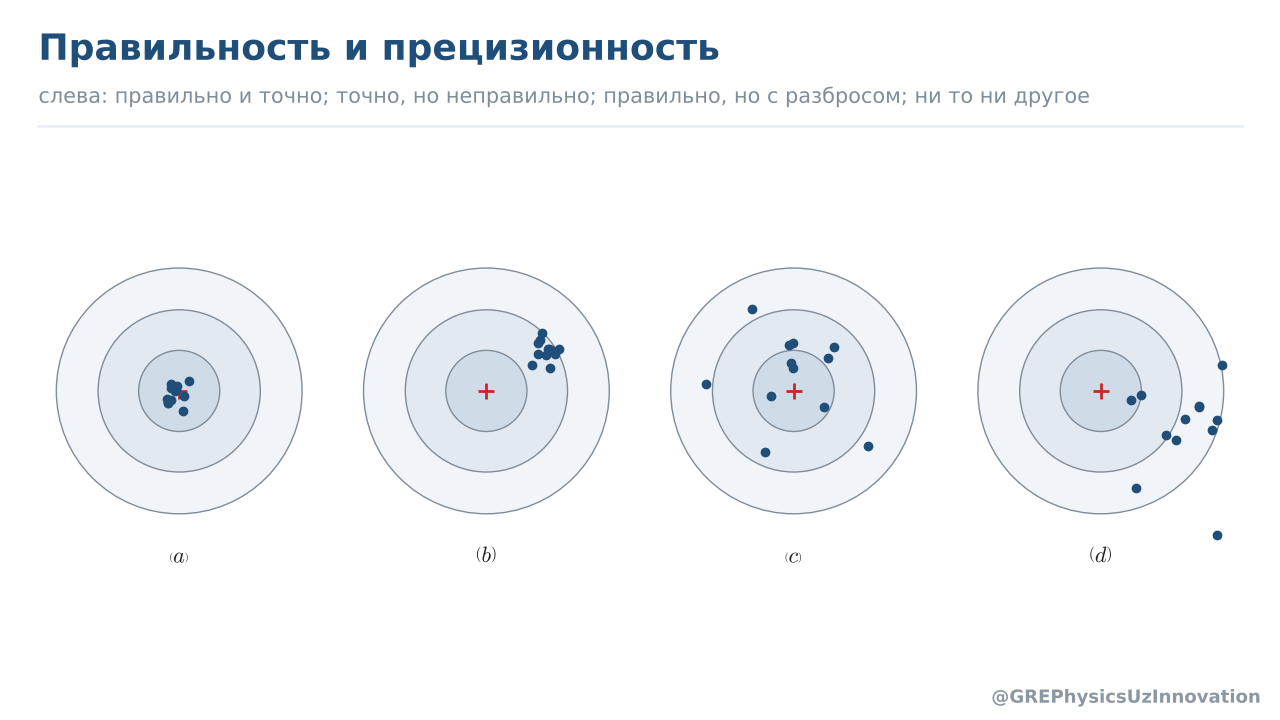 Правильность и прецизионность
слева: правильно и точно; точно, но неправильно; правильно, но с разбросом; ни то ни другое
(a) (b) (c) (d)
@GREPhysicsUzInnovation